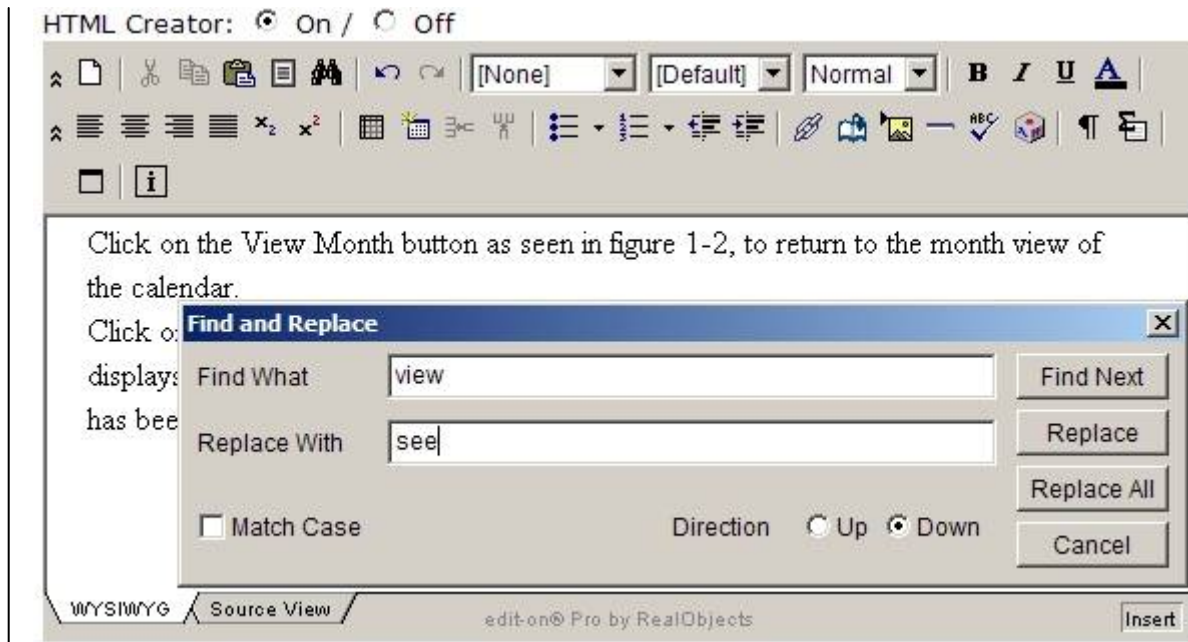 HTML Creator: On / Off
[None] [Default] Normal B I U A
x₂ x² ABC ¶ Σ
i
Click on the View Month button as seen in figure 1-2, to return to the month view of
the calendar.
Click o
displays
has bee
Find and Replace
Find What view Find Next
Replace With see Replace
Replace All
Match Case Direction Up Down
Cancel
WYSIWYG Source View edit-on® Pro by RealObjects Insert